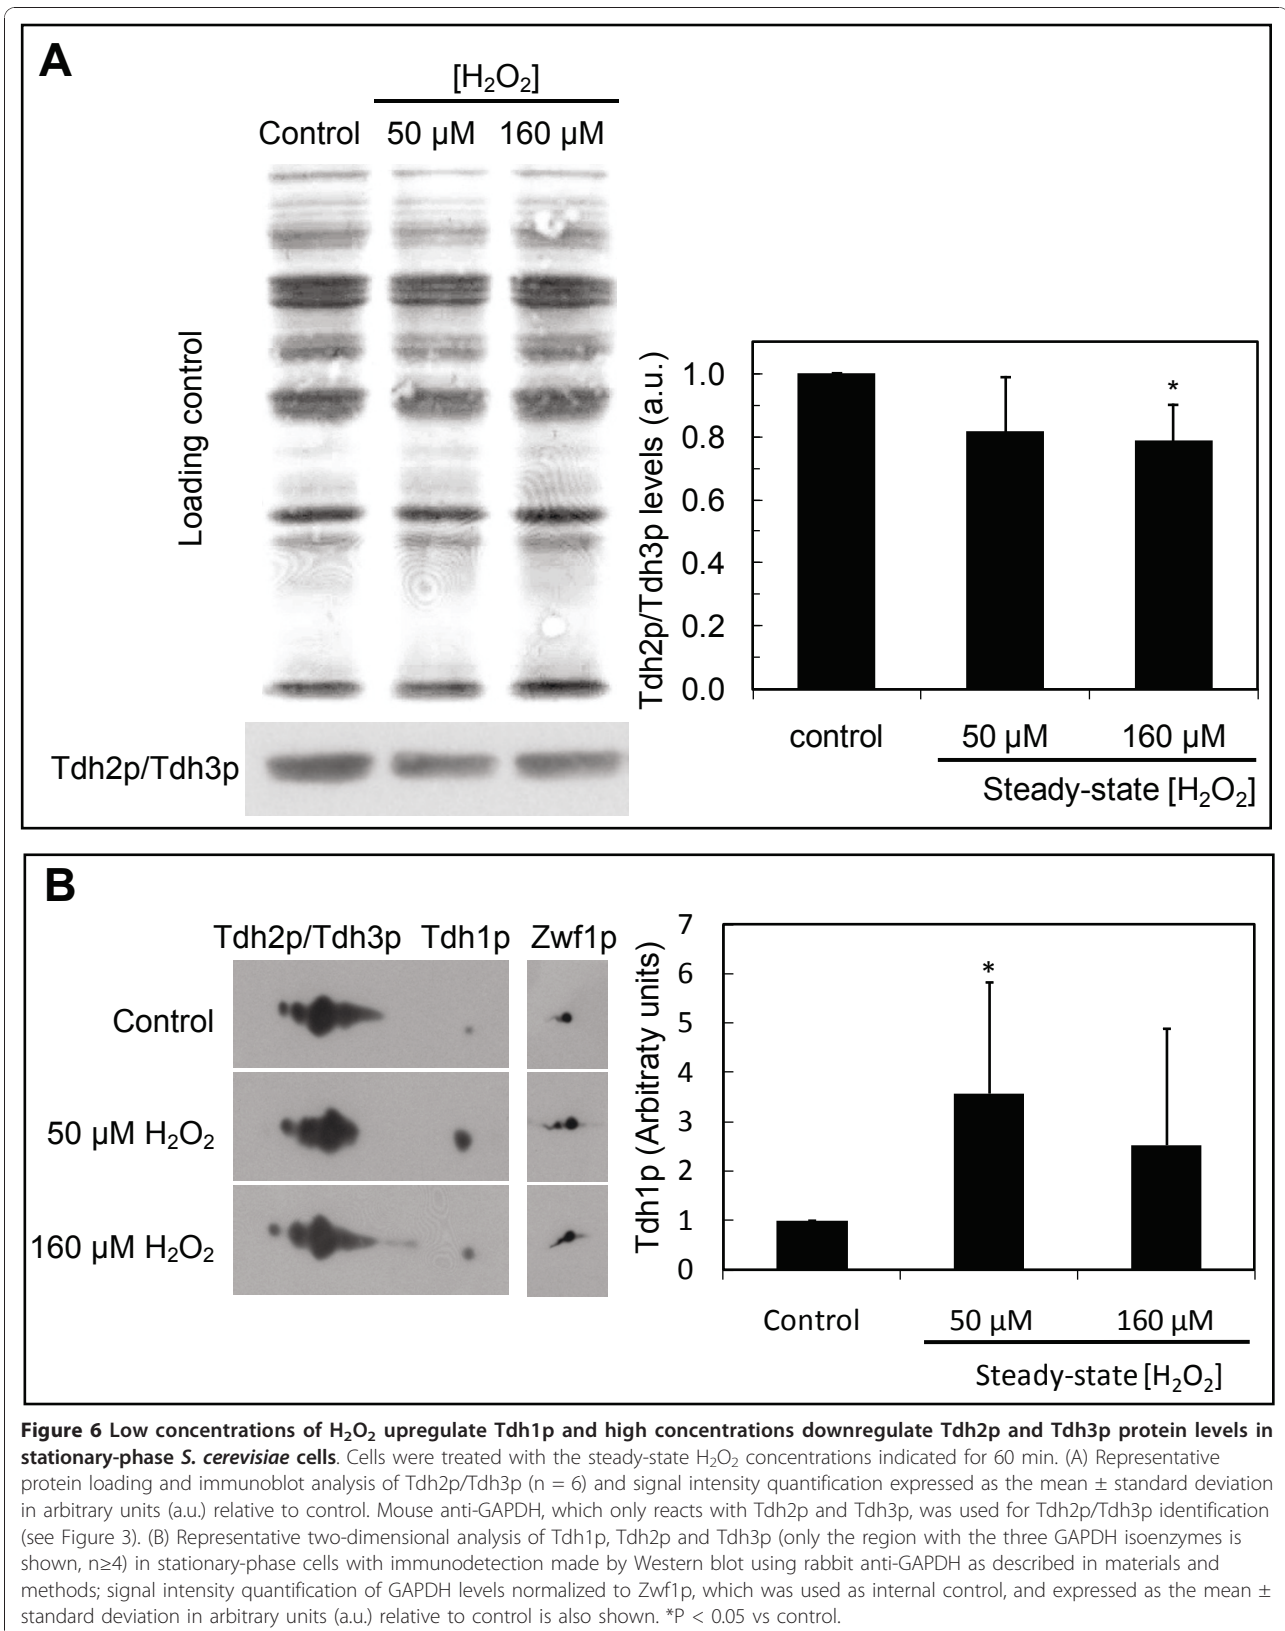 A
[H₂O₂]
Control 50 µM 160 µM
Loading control
Tdh2p/Tdh3p
Tdh2p/Tdh3p levels (a.u.)
1.0
0.8
0.6
0.4
0.2
0.0
*
control 50 µM 160 µM
Steady-state [H₂O₂]
B
Tdh2p/Tdh3p Tdh1p Zwf1p
Control
50 µM H₂O₂
160 µM H₂O₂
Tdh1p (Arbitraty units)
7
6
5
4
3
2
1
0
*
Control 50 µM 160 µM
Steady-state [H₂O₂]
Figure 6 Low concentrations of H₂O₂ upregulate Tdh1p and high concentrations downregulate Tdh2p and Tdh3p protein levels in
stationary-phase S. cerevisiae cells. Cells were treated with the steady-state H₂O₂ concentrations indicated for 60 min. (A) Representative
protein loading and immunoblot analysis of Tdh2p/Tdh3p (n = 6) and signal intensity quantification expressed as the mean ± standard deviation
in arbitrary units (a.u.) relative to control. Mouse anti-GAPDH, which only reacts with Tdh2p and Tdh3p, was used for Tdh2p/Tdh3p identification
(see Figure 3). (B) Representative two-dimensional analysis of Tdh1p, Tdh2p and Tdh3p (only the region with the three GAPDH isoenzymes is
shown, n≥4) in stationary-phase cells with immunodetection made by Western blot using rabbit anti-GAPDH as described in materials and
methods; signal intensity quantification of GAPDH levels normalized to Zwf1p, which was used as internal control, and expressed as the mean ±
standard deviation in arbitrary units (a.u.) relative to control is also shown. *P < 0.05 vs control.